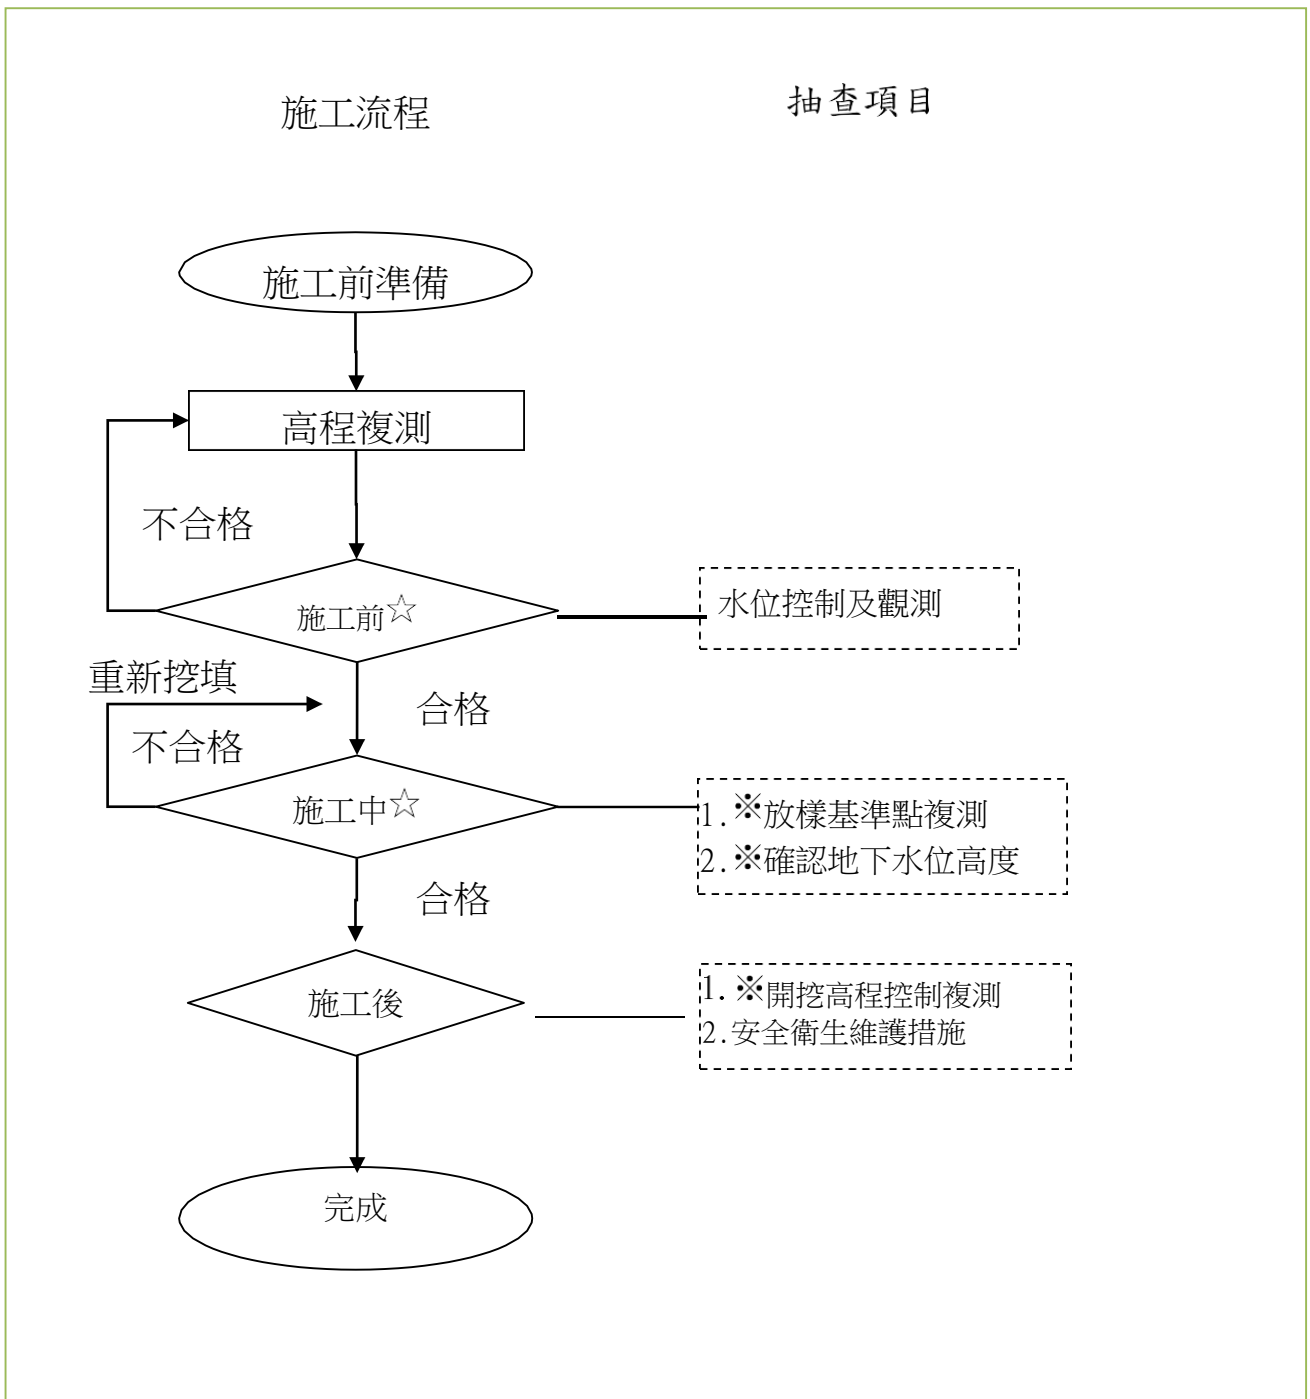 施工流程
抽查項目
施工前準備
高程複測
不合格
施工前☆
水位控制及觀測
重新挖填
合格
不合格
施工中☆
1.※放樣基準點複測
2.※確認地下水位高度
合格
施工後
1.※開挖高程控制複測
2.安全衛生維護措施
完成